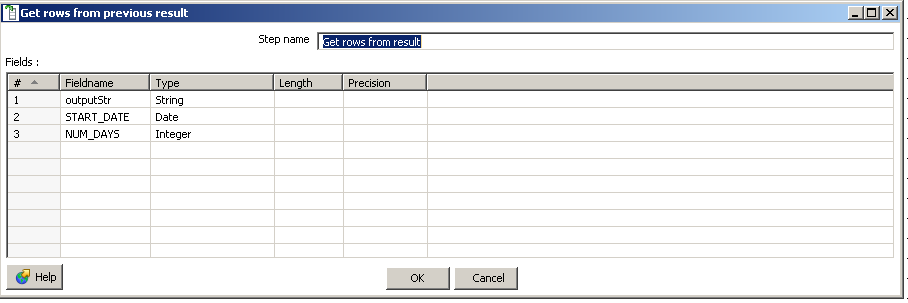 Get rows from previous result
Step name Get rows from result
Fields :
# Fieldname Type Length Precision
1 outputStr String
2 START_DATE Date
3 NUM_DAYS Integer
Help OK Cancel